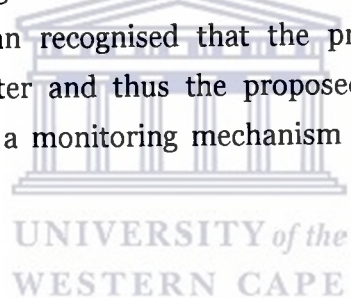 an recognised that the pr
ter and thus the proposed
a monitoring mechanism
UNIVERSITY of the
WESTERN CAPE